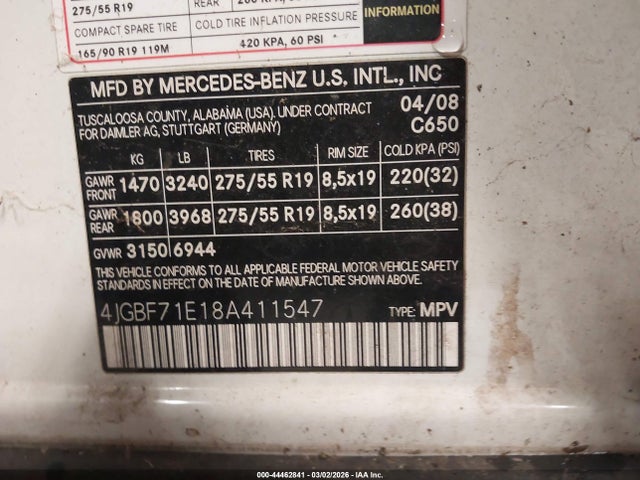 275/55 R19
REAR
COMPACT SPARE TIRE
COLD TIRE INFLATION PRESSURE
165/90 R19 119M
420 KPA, 60 PSI
INFORMATION
MFD BY MERCEDES-BENZ U.S. INTL., INC
TUSCALOOSA COUNTY, ALABAMA (USA). UNDER CONTRACT
FOR DAIMLER AG, STUTTGART (GERMANY)
04/08
C650
KG LB TIRES RIM SIZE COLD KPA (PSI)
GAWR FRONT 1470 3240 275/55 R19 8,5x19 220(32)
GAWR REAR 1800 3968 275/55 R19 8,5x19 260(38)
GVWR 3150 6944
THIS VEHICLE CONFORMS TO ALL APPLICABLE FEDERAL MOTOR VEHICLE SAFETY
STANDARDS IN EFFECT ON THE DATE OF MANUFACTURE SHOWN ABOVE.
4JGBF71E18A411547 TYPE: MPV
000-44462841 - 03/02/2026 - IAA Inc.